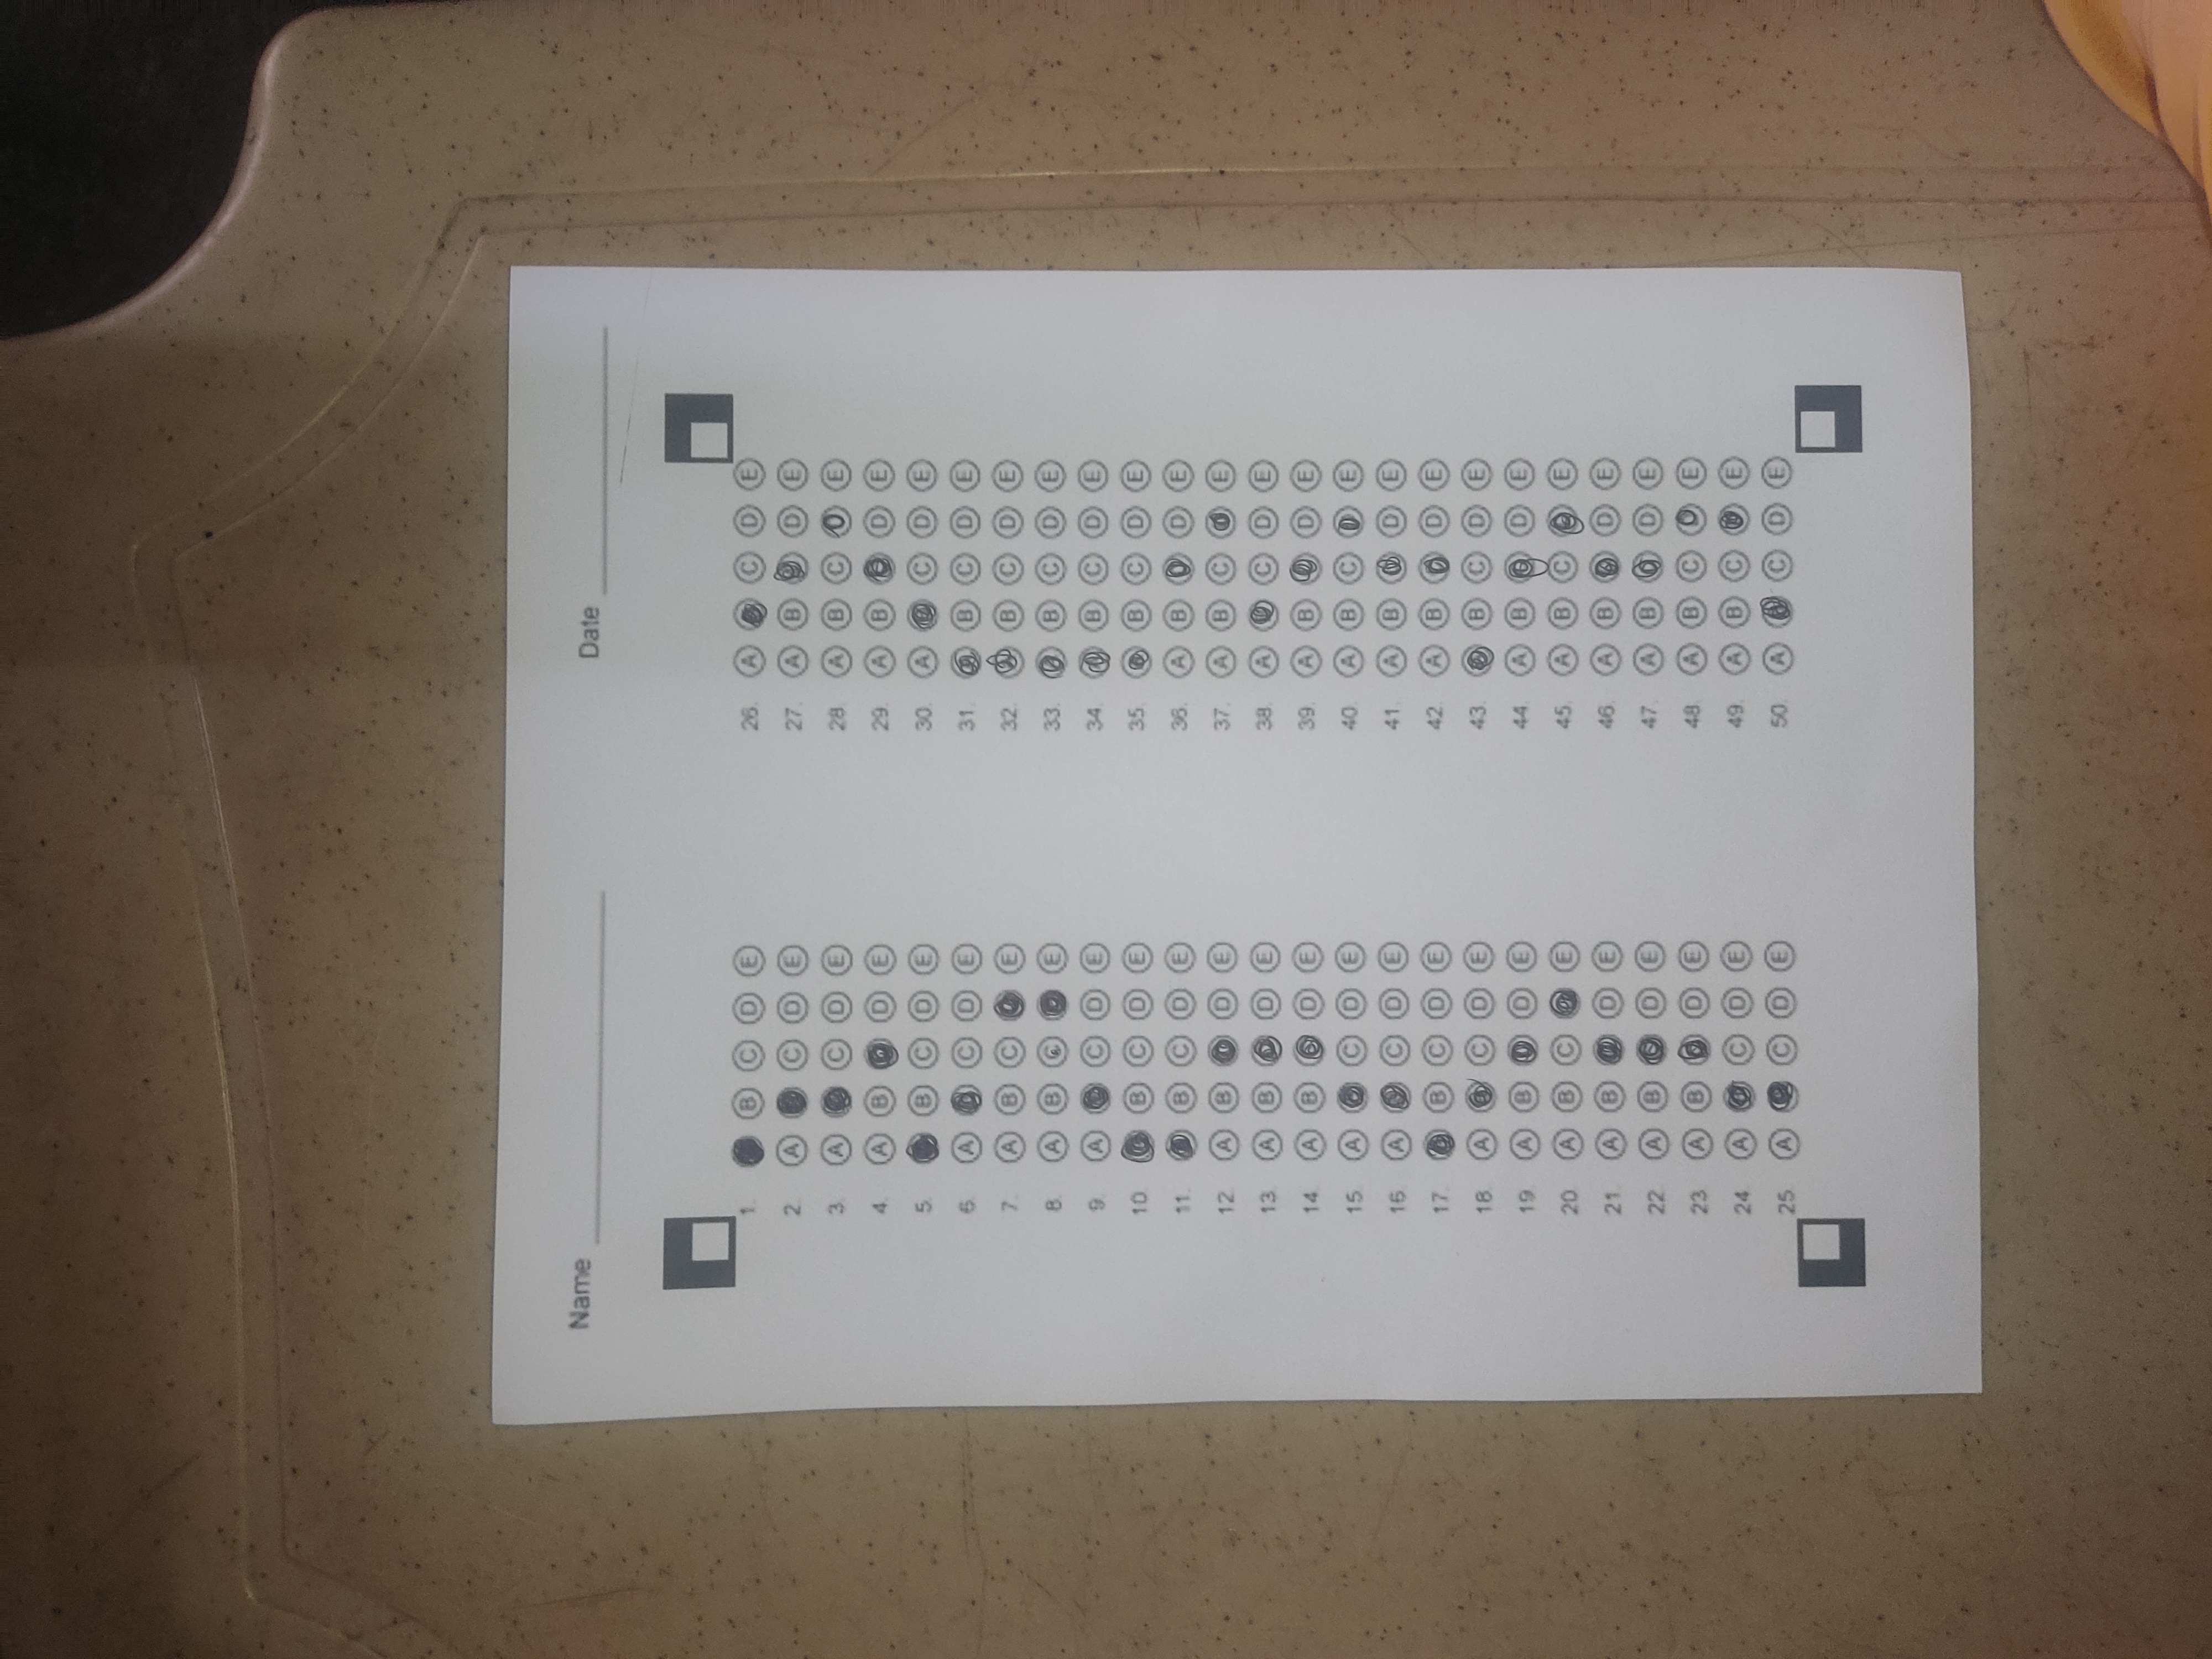 Name ____________ Date ____________
1. B C D E
2. A C D E
3. A C D E
4. A B D E
5. B C D E
6. A C D E
7. A B C E
8. A B C E
9. A C D E
10. B C D E
11. B C D E
12. A B D E
13. A B D E
14. A B D E
15. A C D E
16. A C D E
17. B C D E
18. A C D E
19. A B D E
20. A B C E
21. A B D E
22. A B D E
23. A B D E
24. A C D E
25. A C D E
26. A C D E
27. A B D E
28. A B C E
29. A B D E
30. A C D E
31. B C D E
32. B C D E
33. B C D E
34. B C D E
35. B C D E
36. A B D E
37. A B C E
38. A C D E
39. A B D E
40. A B C E
41. A B D E
42. A B D E
43. B C D E
44. A B D E
45. A B C E
46. A B D E
47. A B D E
48. A B C E
49. A B C E
50. A C D E